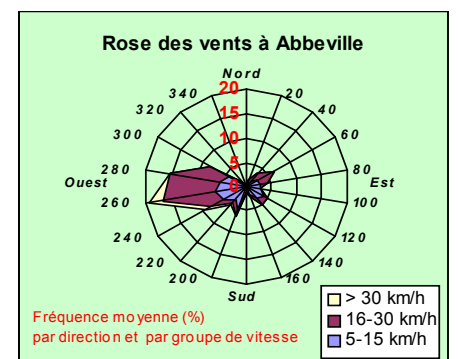 Rose des vents à Abbeville
Nord
20
340
20
15
320
40
10
300
60
5
280
80
0
Ouest
Est
260
100
240
120
220
140
200
160
Sud
> 30 km/h
16-30 km/h
5-15 km/h
Fréquence moyenne (%)
par direction et par groupe de vitesse